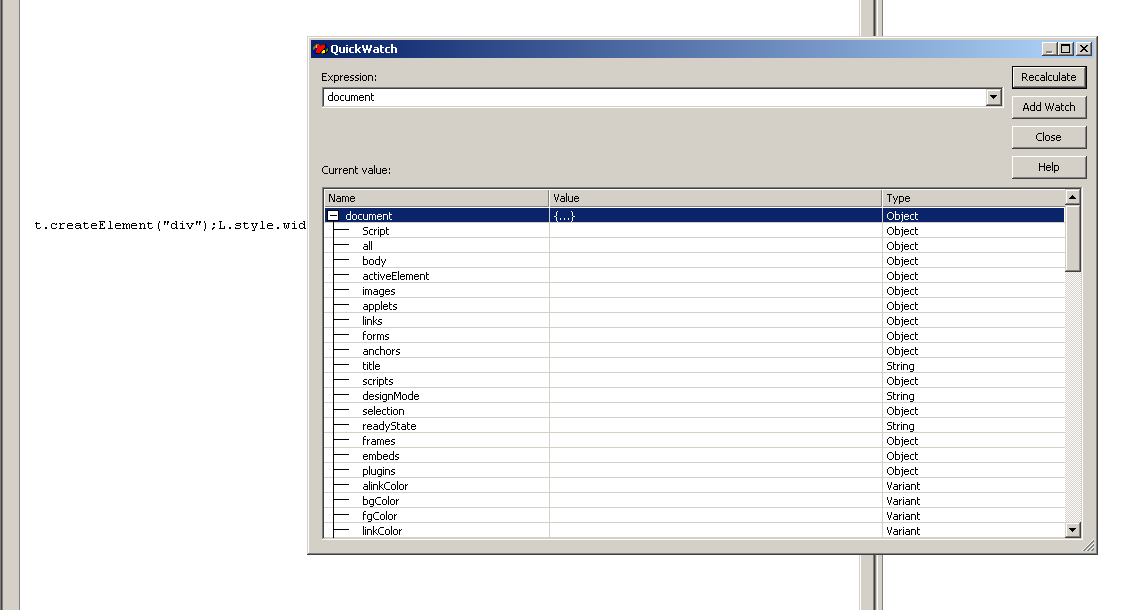 QuickWatch
Expression:
Recalculate
document
Add Watch
Close
Current value:
Help
Name Value Type
document {...} Object
Script Object
all Object
body Object
activeElement Object
images Object
applets Object
links Object
forms Object
anchors Object
title String
scripts Object
designMode String
selection Object
readyState String
frames Object
embeds Object
plugins Object
alinkColor Variant
bgColor Variant
fgColor Variant
linkColor Variant
t.createElement("div");L.style.wid